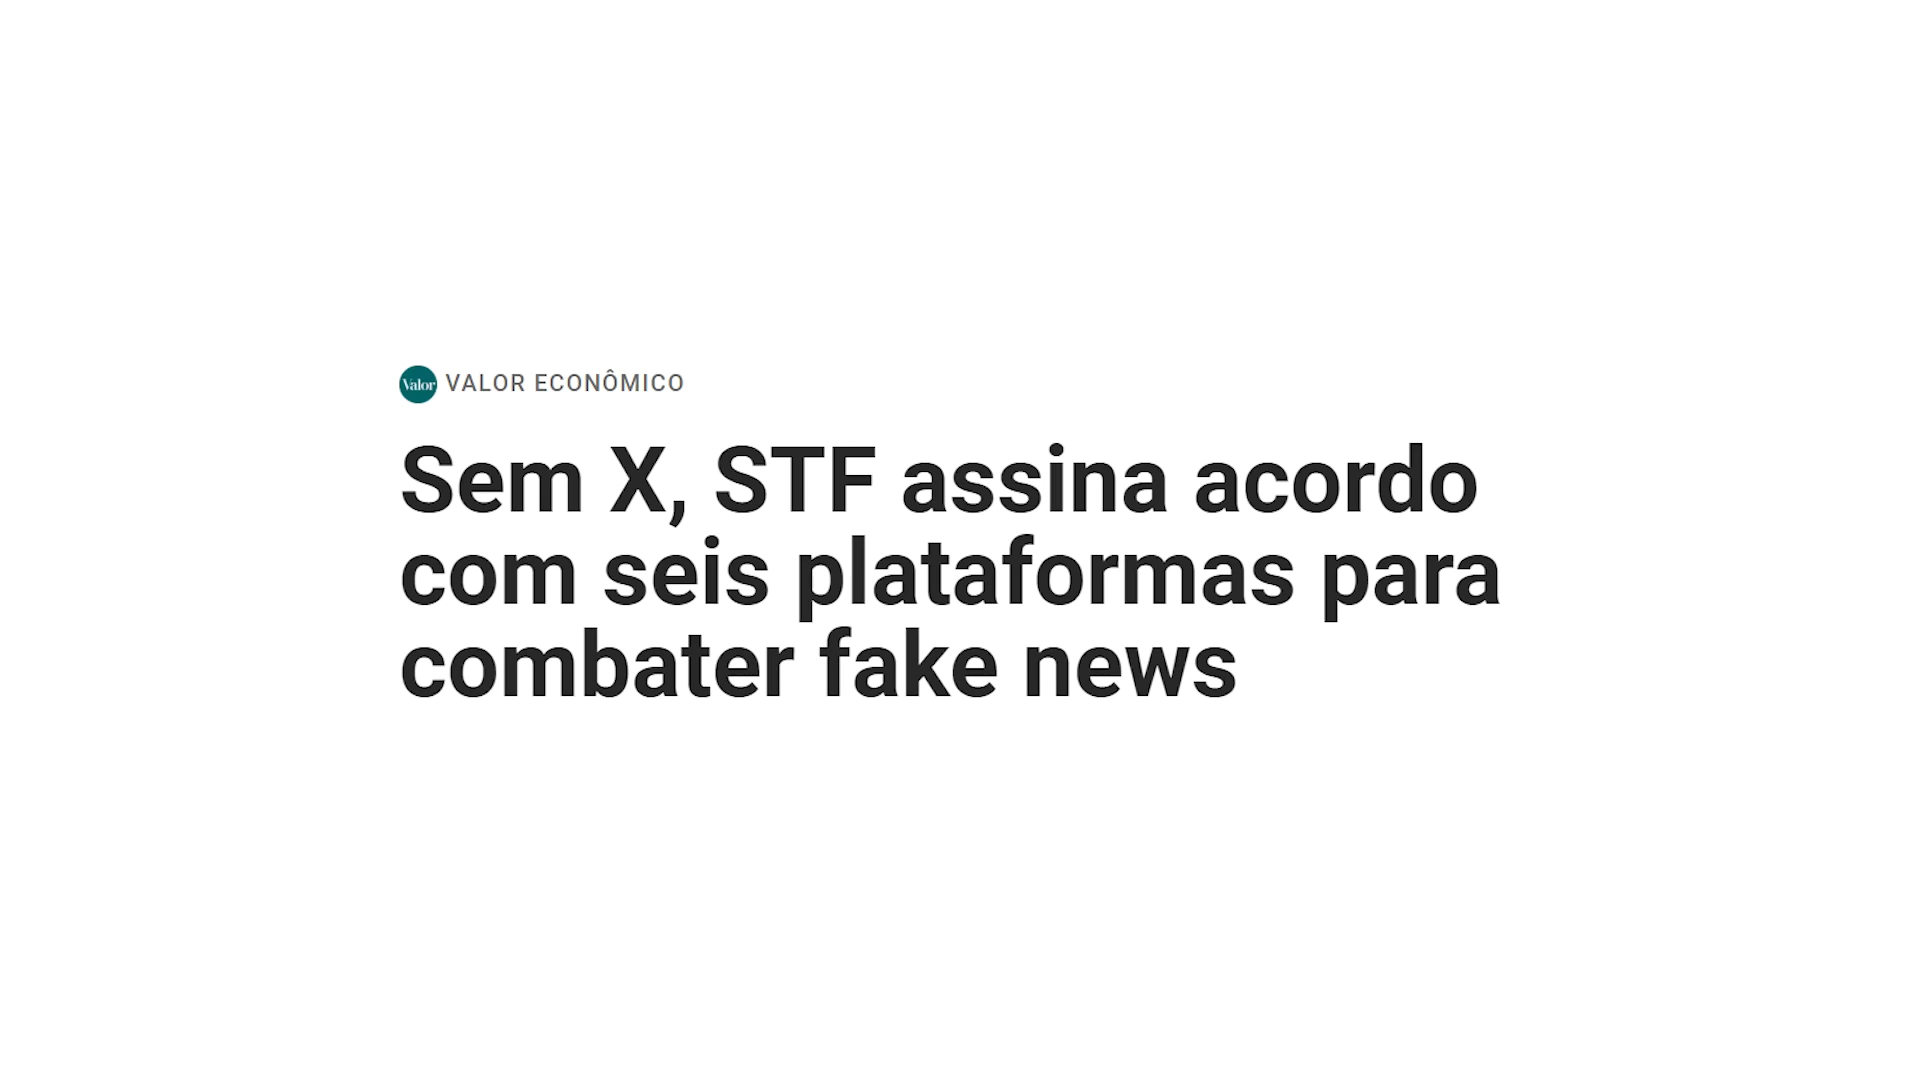 Valor VALOR ECONÔMICO
Sem X, STF assina acordo
com seis plataformas para
combater fake news